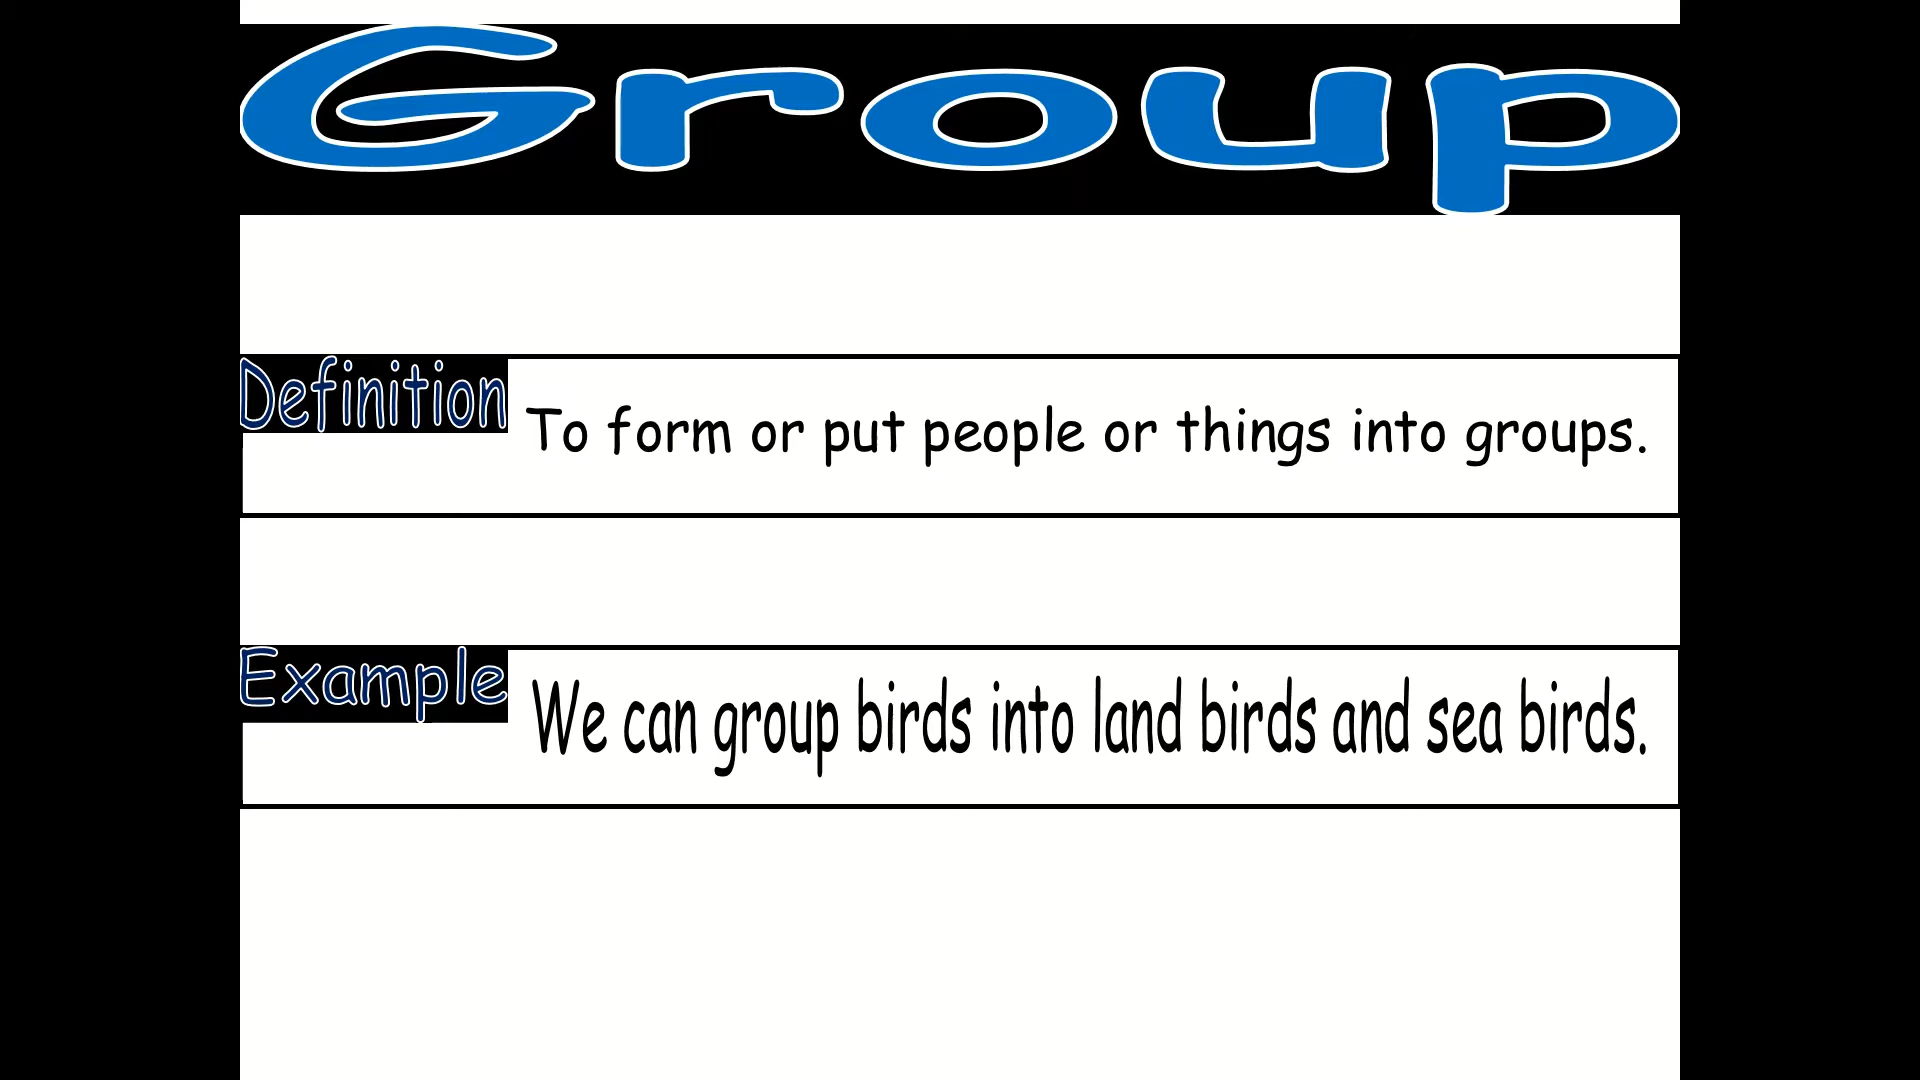 Group
Definition
To form or put people or things into groups.
Example
We can group birds into land birds and sea birds.